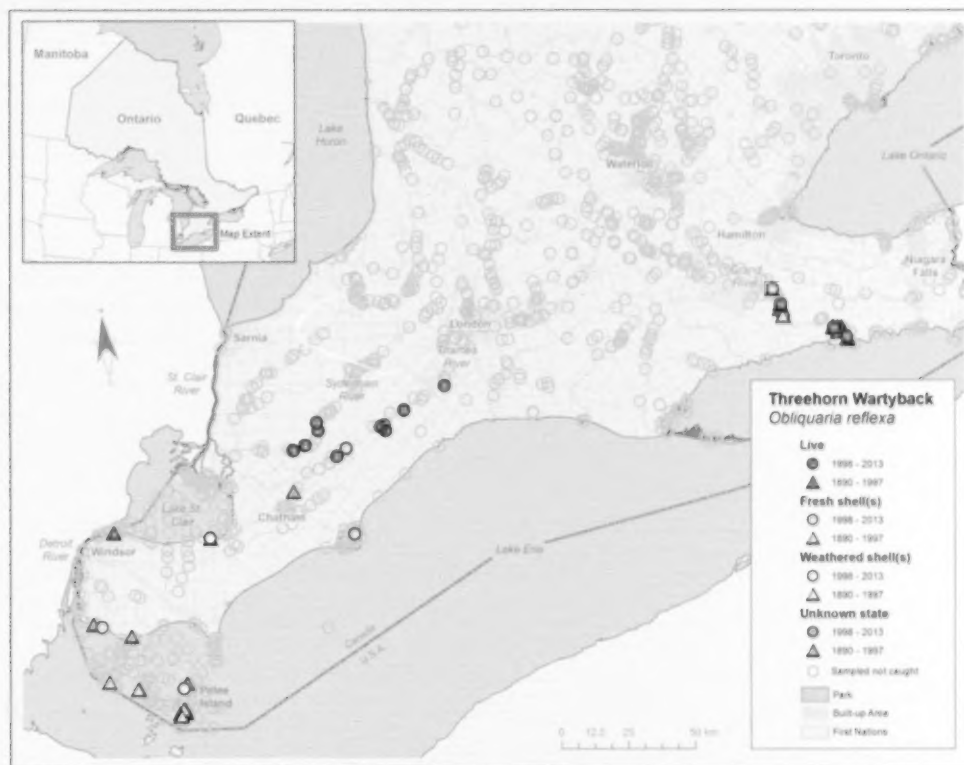 Manitoba
Ontario
Quebec
Map Extent
Lake
Huron
Toronto
Lake Ontario
Waterloo
Hamilton
Grand
River
Niagara
Falls
London
Thames
River
Sarnia
St. Clair
River
Sydenham
River
Lake St.
Clair
Chatham
Detroit
River
Windsor
Lake Erie
Canada
U.S.A.
Pelee
Island
0 12.5 25 50 km
Threehorn Wartyback
Obliquaria reflexa
Live
1998 - 2013
1890 - 1997
Fresh shell(s)
1998 - 2013
1890 - 1997
Weathered shell(s)
1998 - 2013
1890 - 1997
Unknown state
1998 - 2013
1890 - 1997
Sampled not caught
Park
Built-up Area
First Nations